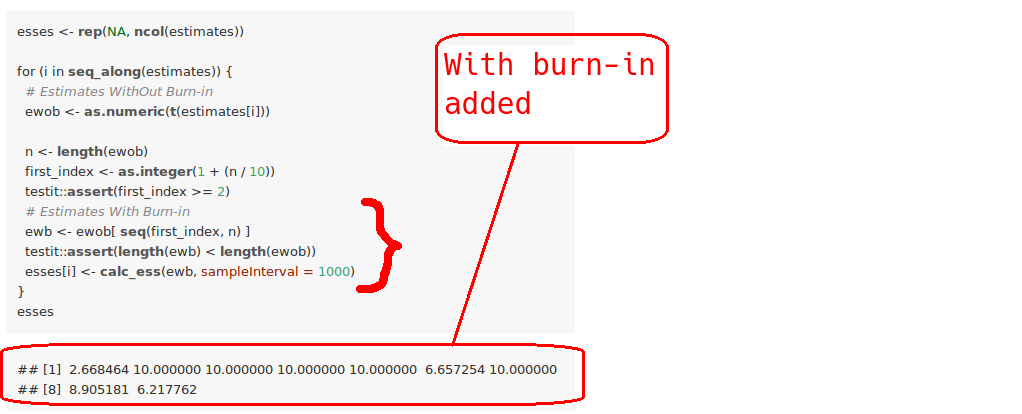 esses <- rep(NA, ncol(estimates))
for (i in seq_along(estimates)) {
# Estimates WithOut Burn-in
ewob <- as.numeric(t(estimates[i]))
n <- length(ewob)
first_index <- as.integer(1 + (n / 10))
testit::assert(first_index >= 2)
# Estimates With Burn-in
ewb <- ewob[ seq(first_index, n) ]
testit::assert(length(ewb) < length(ewob))
esses[i] <- calc_ess(ewb, sampleInterval = 1000)
}
esses
With burn-in
added
## [1]  2.668464 10.000000 10.000000 10.000000 10.000000  6.657254 10.000000
## [8]  8.905181  6.217762